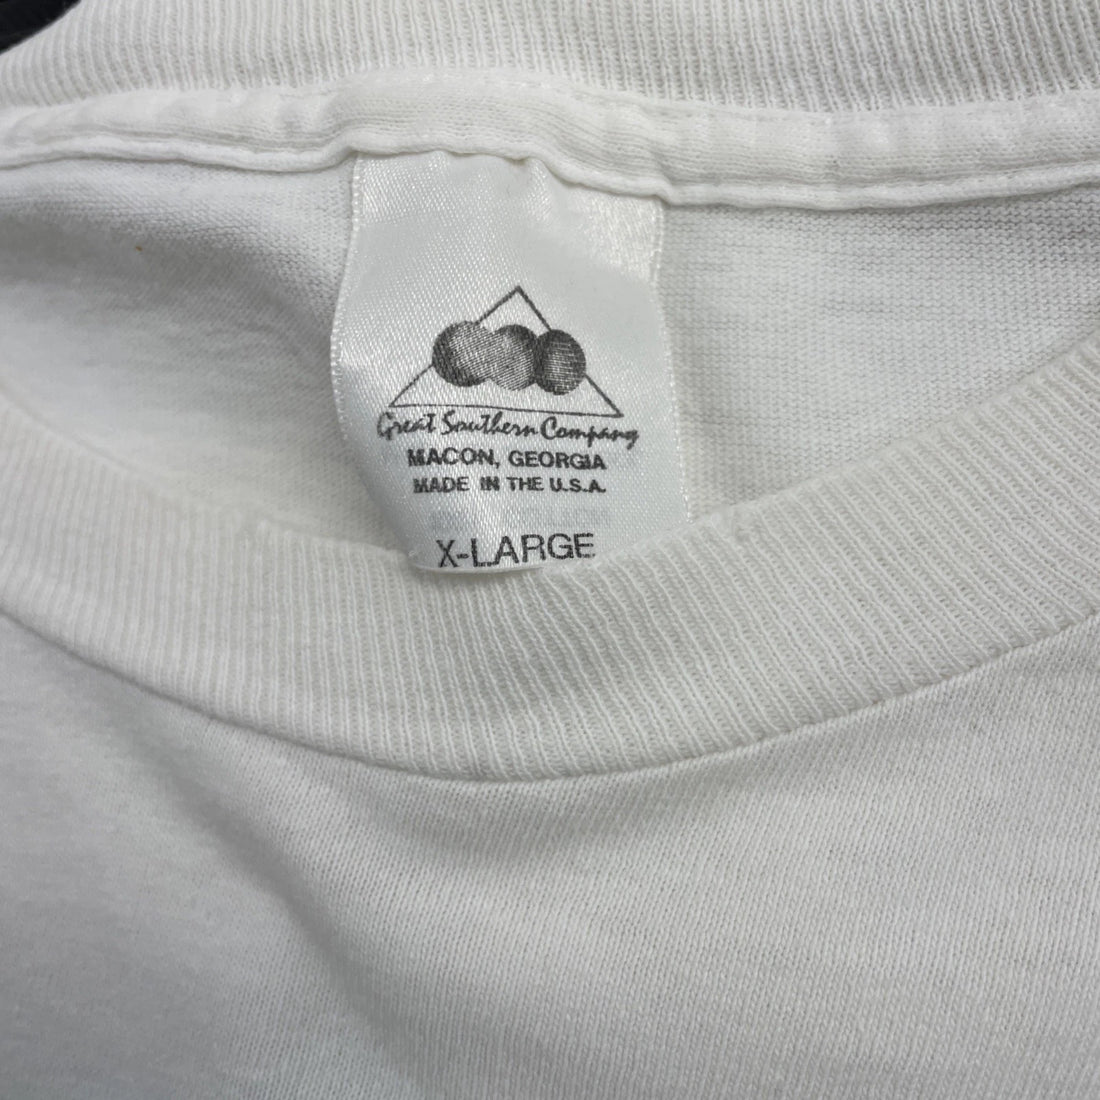 Great Southern Company
MACON, GEORGIA
MADE IN THE U.S.A.
X-LARGE